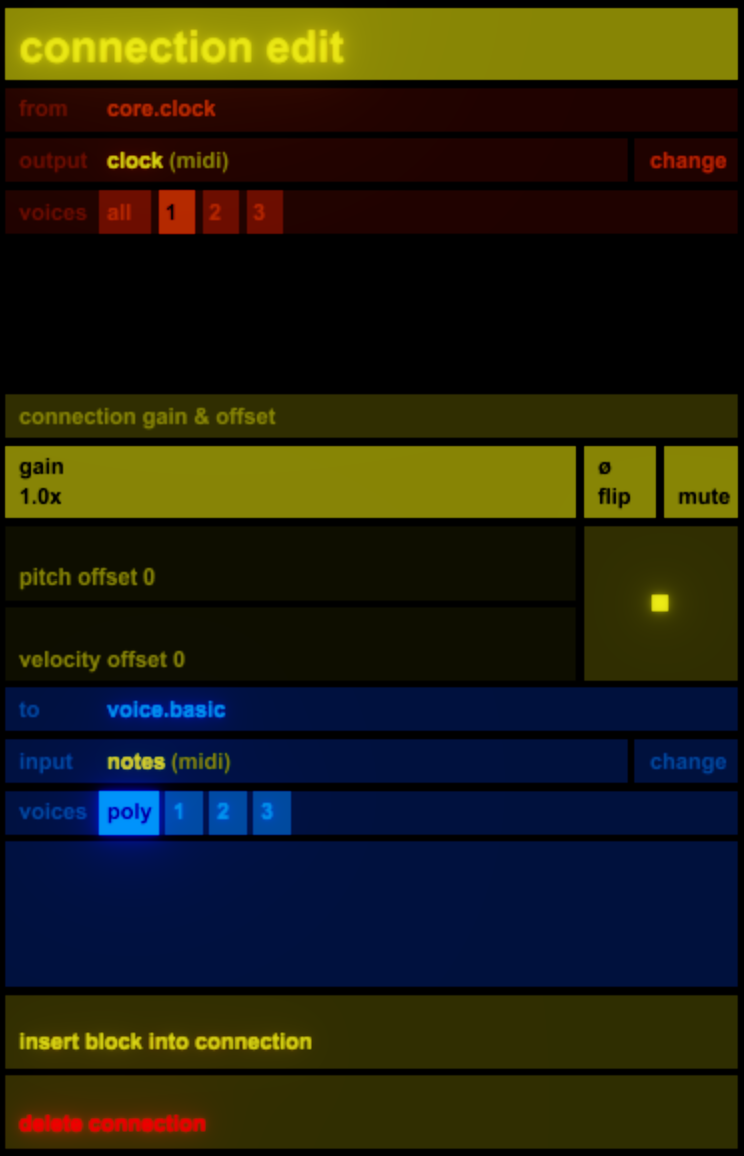 connection edit
from core.clock
output clock (midi) change
voices all 1 2 3
connection gain & offset
gain ø
1.0x flip mute
pitch offset 0
velocity offset 0
to voice.basic
input notes (midi) change
voices poly 1 2 3
insert block into connection
delete connection